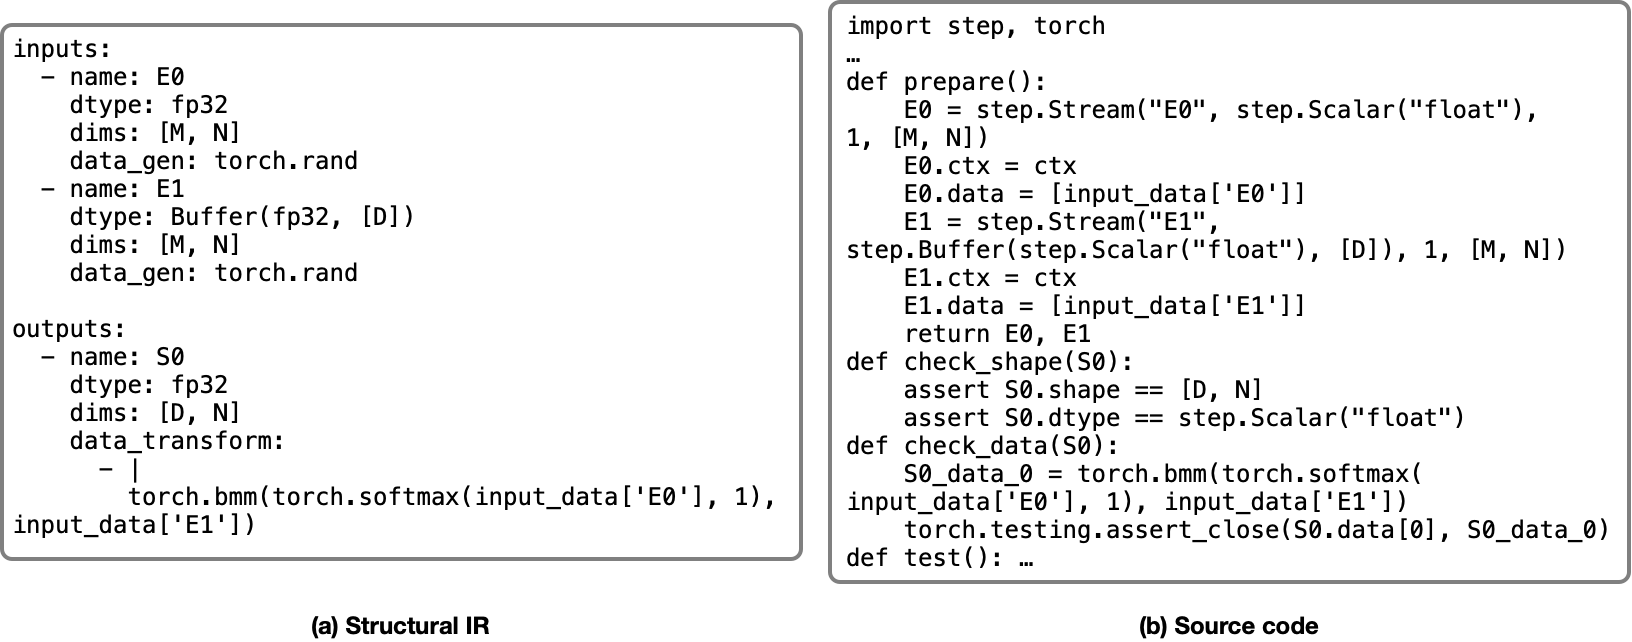 inputs:
  - name: E0
    dtype: fp32
    dims: [M, N]
    data_gen: torch.rand
  - name: E1
    dtype: Buffer(fp32, [D])
    dims: [M, N]
    data_gen: torch.rand

outputs:
  - name: S0
    dtype: fp32
    dims: [D, N]
    data_transform:
      - |
        torch.bmm(torch.softmax(input_data['E0'], 1),
input_data['E1'])
(a) Structural IR
import step, torch
…
def prepare():
    E0 = step.Stream("E0", step.Scalar("float"),
1, [M, N])
    E0.ctx = ctx
    E0.data = [input_data['E0']]
    E1 = step.Stream("E1",
step.Buffer(step.Scalar("float"), [D]), 1, [M, N])
    E1.ctx = ctx
    E1.data = [input_data['E1']]
    return E0, E1
def check_shape(S0):
    assert S0.shape == [D, N]
    assert S0.dtype == step.Scalar("float")
def check_data(S0):
    S0_data_0 = torch.bmm(torch.softmax(
input_data['E0'], 1), input_data['E1'])
    torch.testing.assert_close(S0.data[0], S0_data_0)
def test(): …
(b) Source code